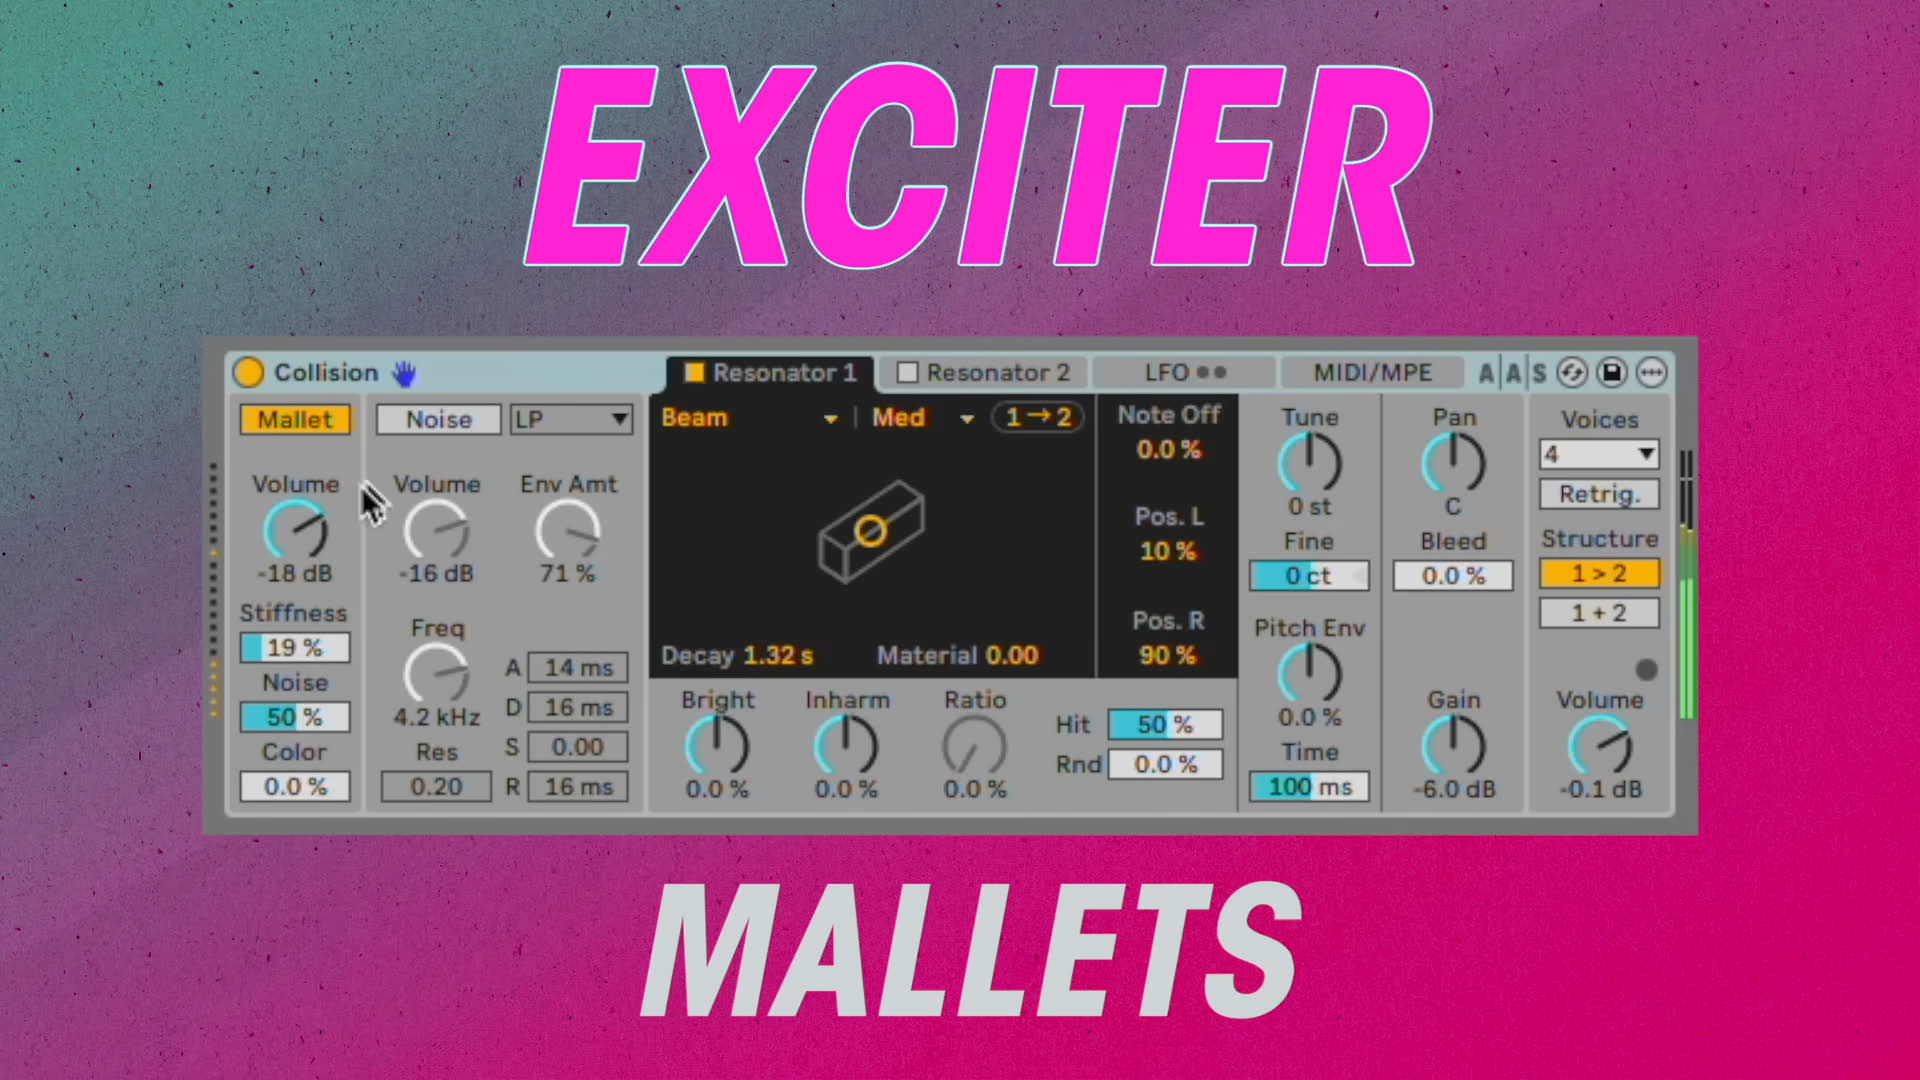 EXCITER
Collision
Resonator 1
Resonator 2
LFO
MIDI/MPE
A|A|S
Mallet
Volume
-18 dB
Stiffness
19 %
Noise
50 %
Color
0.0 %
Noise
LP
Volume
-16 dB
Env Amt
71 %
Freq
4.2 kHz
Res
0.20
A 14 ms
D 16 ms
S 0.00
R 16 ms
Beam
Med
1→2
Decay 1.32 s
Material 0.00
Note Off
0.0 %
Pos. L
10 %
Pos. R
90 %
Bright
0.0 %
Inharm
0.0 %
Ratio
0.0 %
Hit 50 %
Rnd 0.0 %
Tune
0 st
Fine
0 ct
Pitch Env
0.0 %
Time
100 ms
Pan
C
Bleed
0.0 %
Gain
-6.0 dB
Voices
4
Retrig.
Structure
1 > 2
1 + 2
Volume
-0.1 dB
MALLETS